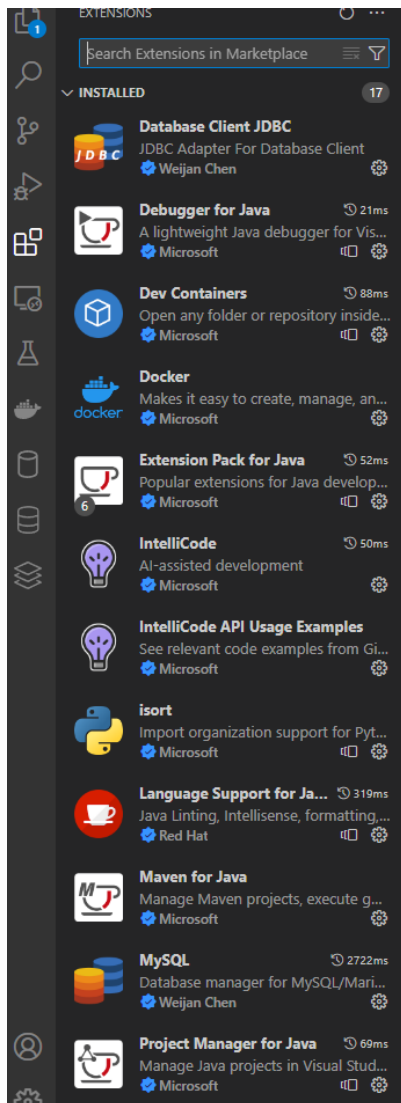 EXTENSIONS
1
Search Extensions in Marketplace
INSTALLED 17
Database Client JDBC
JDBC Adapter For Database Client
JDBC
Weijan Chen
Debugger for Java 21ms
A lightweight Java debugger for Vis...
Microsoft
Dev Containers 88ms
Open any folder or repository inside...
Microsoft
Docker
Makes it easy to create, manage, an...
docker
Microsoft
Extension Pack for Java 52ms
Popular extensions for Java develop...
6
Microsoft
IntelliCode 50ms
AI-assisted development
Microsoft
IntelliCode API Usage Examples
See relevant code examples from Gi...
Microsoft
isort
Import organization support for Pyt...
Microsoft
Language Support for Ja... 319ms
Java Linting, Intellisense, formatting,...
Red Hat
Maven for Java
M
Manage Maven projects, execute g...
Microsoft
MySQL 2722ms
Database manager for MySQL/Mari...
Weijan Chen
Project Manager for Java 69ms
Manage Java projects in Visual Stud...
Microsoft